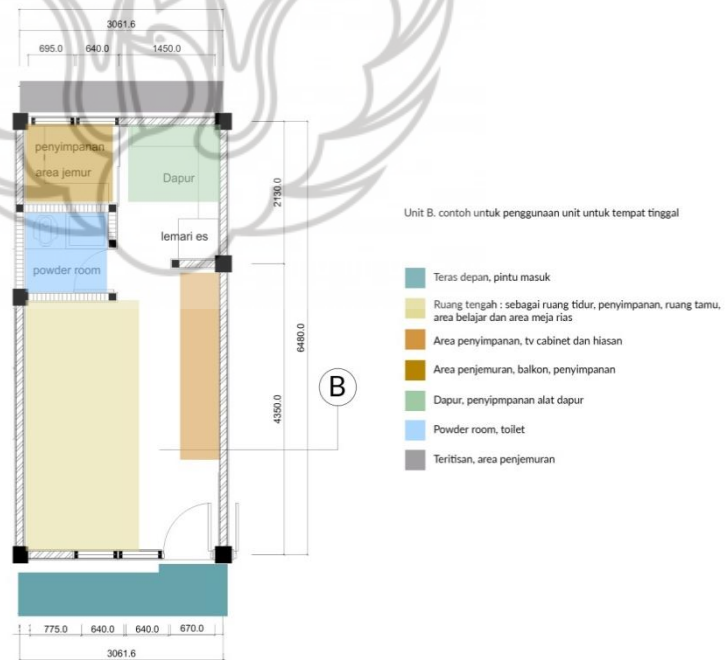 3061.6
695.0 640.0 1450.0
penyimpanan
area jemur
Dapur
lemari es
powder room
2130.0
6480.0
4350.0
B
775.0 640.0 640.0 670.0
3061.6
Unit B. contoh untuk penggunaan unit untuk tempat tinggal
Teras depan, pintu masuk
Ruang tengah : sebagai ruang tidur, penyimpanan, ruang tamu,
area belajar dan area meja rias
Area penyimpanan, tv cabinet dan hiasan
Area penjemuran, balkon, penyimpanan
Dapur, penyipmpanan alat dapur
Powder room, toilet
Teritisan, area penjemuran